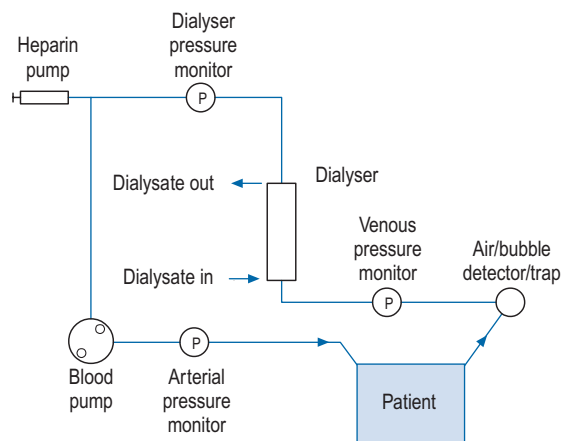 Dialyser
pressure
monitor
Heparin
pump
P
Dialysate out
Dialyser
Dialysate in
Venous
pressure
monitor
Air/bubble
detector/trap
P
P
Blood
pump
Arterial
pressure
monitor
Patient